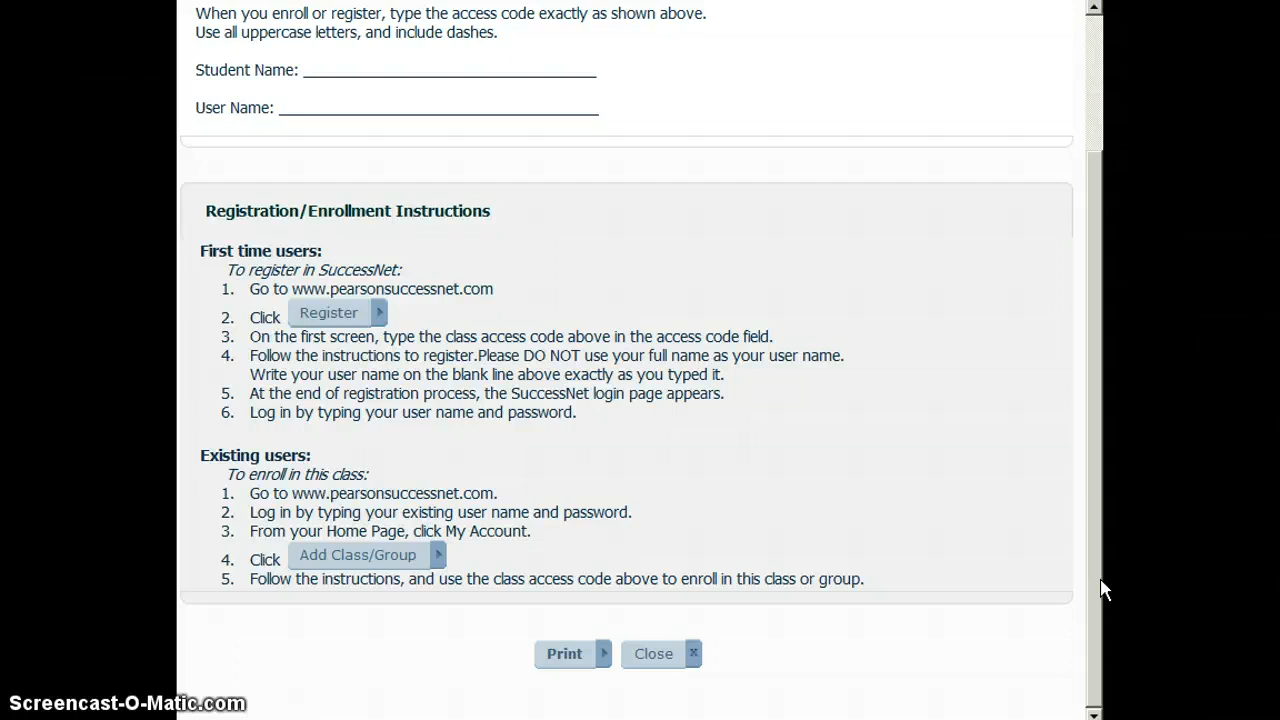 When you enroll or register, type the access code exactly as shown above.
Use all uppercase letters, and include dashes.
Student Name: ________________________________
User Name: ___________________________________
Registration/Enrollment Instructions
First time users:
To register in SuccessNet:
1. Go to www.pearsonsuccessnet.com
2. Click Register
3. On the first screen, type the class access code above in the access code field.
4. Follow the instructions to register.Please DO NOT use your full name as your user name.
Write your user name on the blank line above exactly as you typed it.
5. At the end of registration process, the SuccessNet login page appears.
6. Log in by typing your user name and password.
Existing users:
To enroll in this class:
1. Go to www.pearsonsuccessnet.com.
2. Log in by typing your existing user name and password.
3. From your Home Page, click My Account.
4. Click Add Class/Group
5. Follow the instructions, and use the class access code above to enroll in this class or group.
Print Close x
Screencast-O-Matic.com